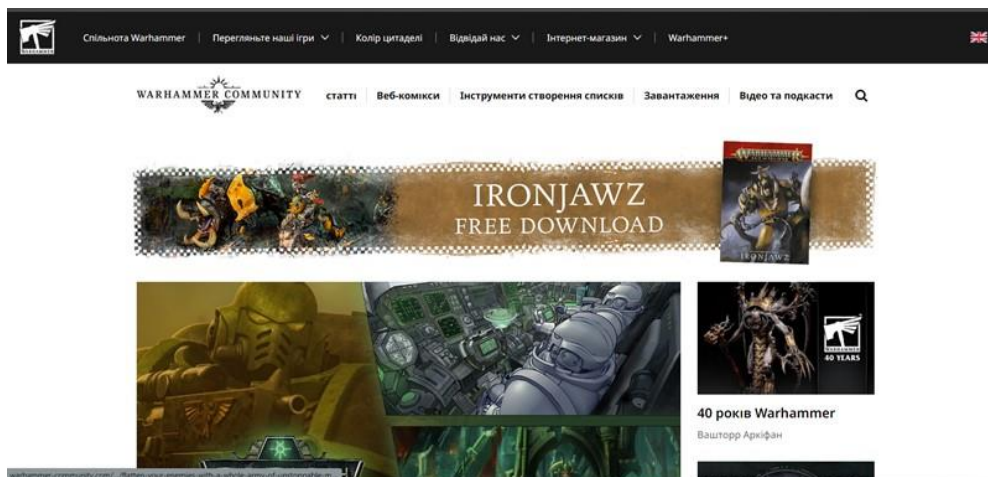 Спільнота Warhammer Перегляньте наші ігри Колір цитаделі Відвідай нас Інтернет-магазин Warhammer+
WARHAMMER COMMUNITY статті Веб-комікси Інструменти створення списків Завантаження Відео та подкасти
IRONJAWZ
FREE DOWNLOAD
IRONJAWZ
WARHAMMER
40 YEARS
40 років Warhammer
Вашторр Аркіфан